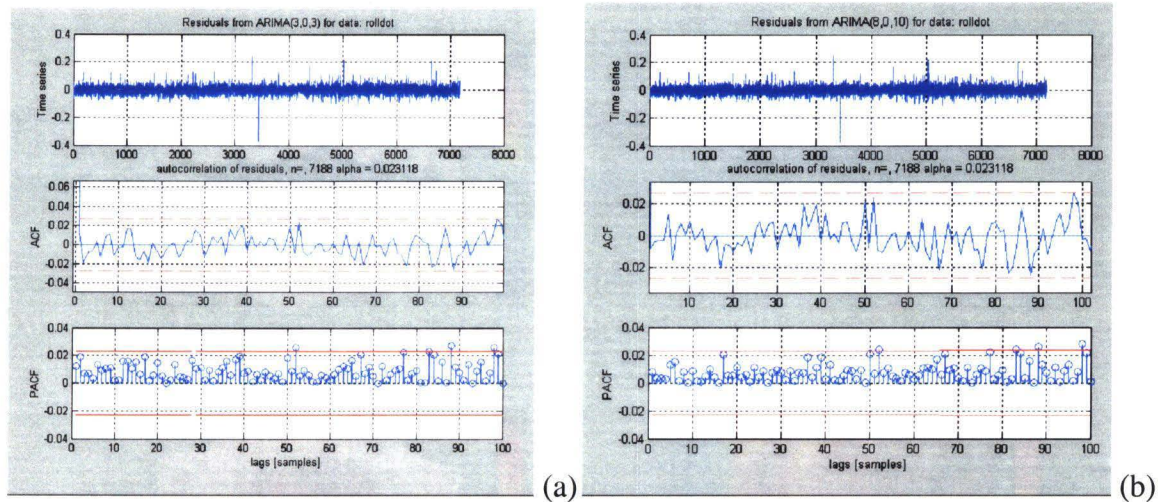 Residuals from ARIMA(3,0,3) for data: rolldot
Time series
0.4
0.2
0
-0.2
-0.4
0 1000 2000 3000 4000 5000 6000 7000 8000
autocorrelation of residuals, n=, 7188 alpha = 0.023118
ACF
0.06
0.04
0.02
0
-0.02
-0.04
0 10 20 30 40 50 60 70 80 90
PACF
0.04
0.02
0
-0.02
-0.04
0 10 20 30 40 50 60 70 80 90 100
lags [samples]
(a)
Residuals from ARIMA(8,0,10) for data: rolldot
Time series
0.4
0.2
0
-0.2
-0.4
0 1000 2000 3000 4000 5000 6000 7000 8000
autocorrelation of residuals, n=, 7188 alpha = 0.023118
ACF
0.02
0
-0.02
10 20 30 40 50 60 70 80 90 100
PACF
0.04
0.02
0
-0.02
-0.04
0 10 20 30 40 50 60 70 80 90 100
lags [samples]
(b)